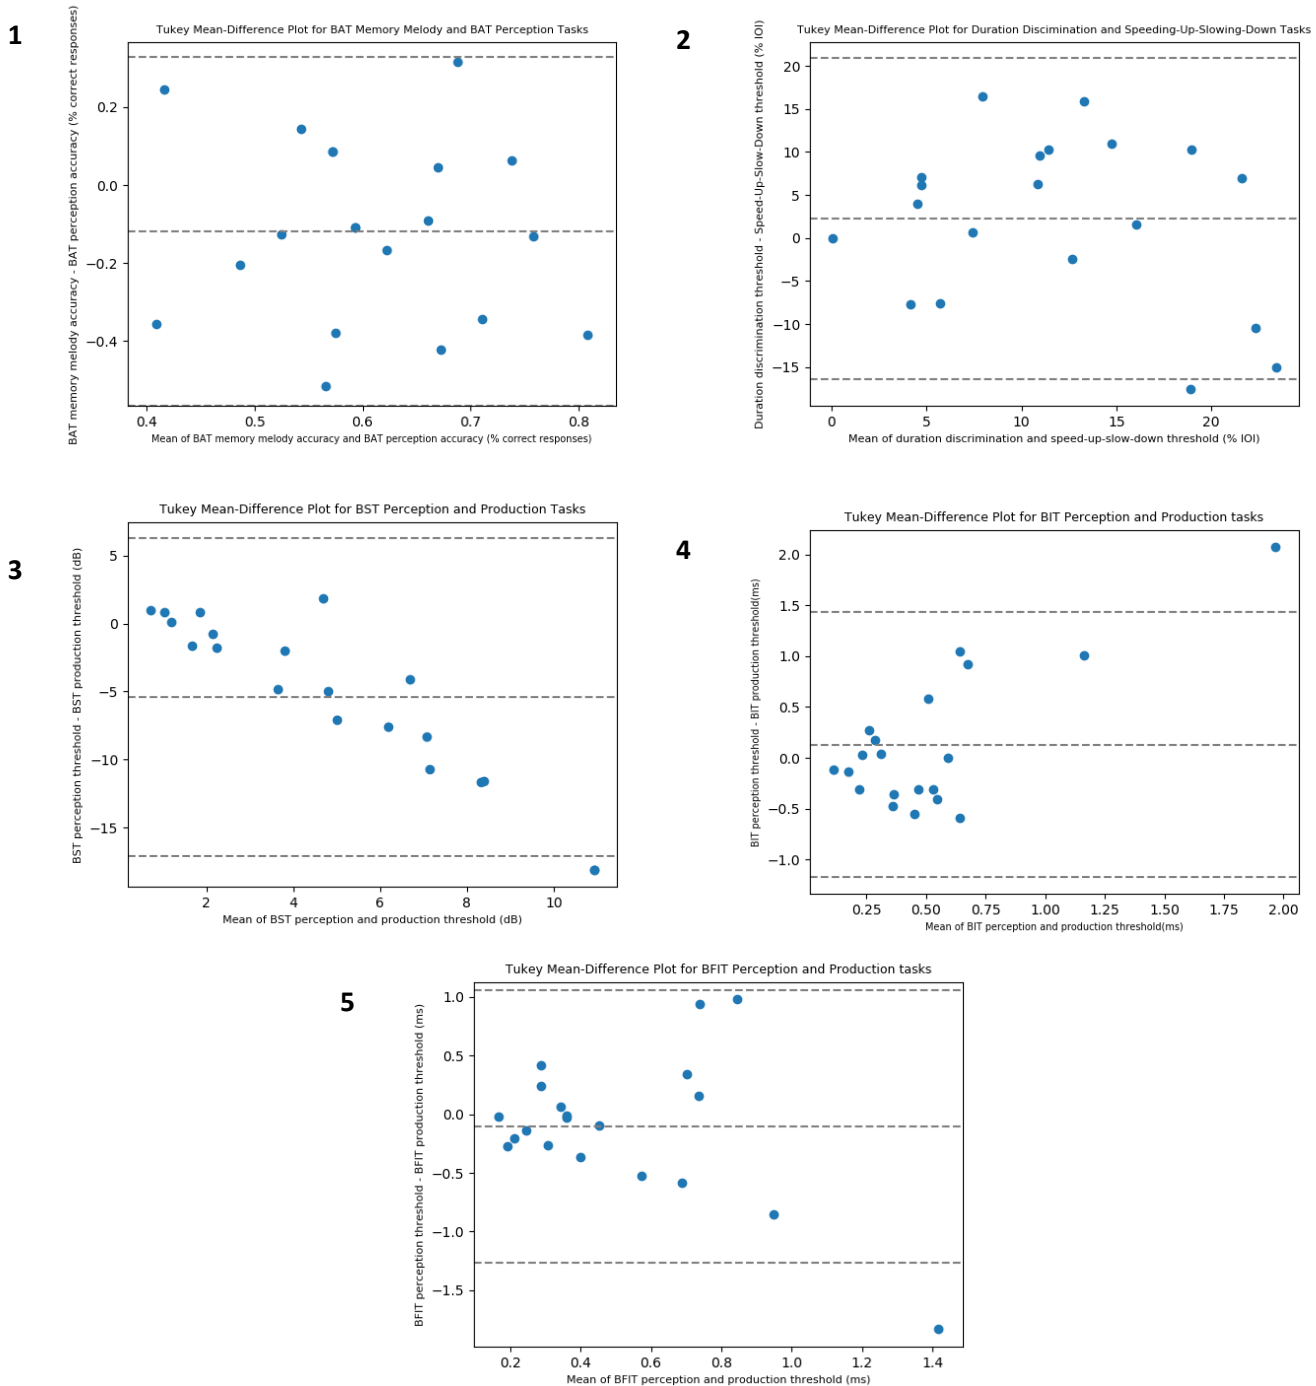 1
Tukey Mean-Difference Plot for BAT Memory Melody and BAT Perception Tasks
BAT memory melody accuracy - BAT perception accuracy (% correct responses)
0.2
0.0
−0.2
−0.4
0.4 0.5 0.6 0.7 0.8
Mean of BAT memory melody accuracy and BAT perception accuracy (% correct responses)
2
Tukey Mean-Difference Plot for Duration Discrimination and Speeding-Up-Slowing-Down Tasks
Duration discrimination threshold - Speed-Up-Slow-Down threshold (% IOI)
20
15
10
5
0
−5
−10
−15
0 5 10 15 20
Mean of duration discrimination and speed-up-slow-down threshold (% IOI)
3
Tukey Mean-Difference Plot for BST Perception and Production Tasks
BST perception threshold - BST production threshold (dB)
5
0
−5
−10
−15
2 4 6 8 10
Mean of BST perception and production threshold (dB)
4
Tukey Mean-Difference Plot for BIT Perception and Production tasks
BIT perception threshold - BIT production threshold(ms)
2.0
1.5
1.0
0.5
0.0
−0.5
−1.0
0.25 0.50 0.75 1.00 1.25 1.50 1.75 2.00
Mean of BIT perception and production threshold(ms)
5
Tukey Mean-Difference Plot for BFIT Perception and Production tasks
BFIT perception threshold - BFIT production threshold (ms)
1.0
0.5
0.0
−0.5
−1.0
−1.5
0.2 0.4 0.6 0.8 1.0 1.2 1.4
Mean of BFIT perception and production threshold (ms)